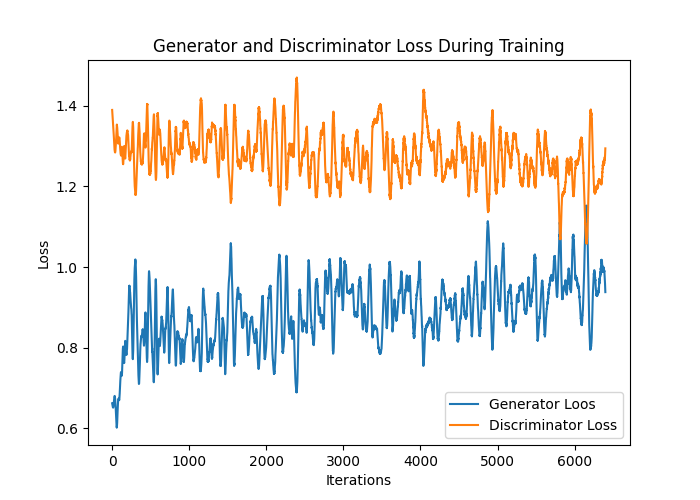 Generator and Discriminator Loss During Training
Loss
1.4
1.2
1.0
0.8
0.6
0
1000
2000
3000
4000
5000
6000
Iterations
Generator Loos
Discriminator Loss